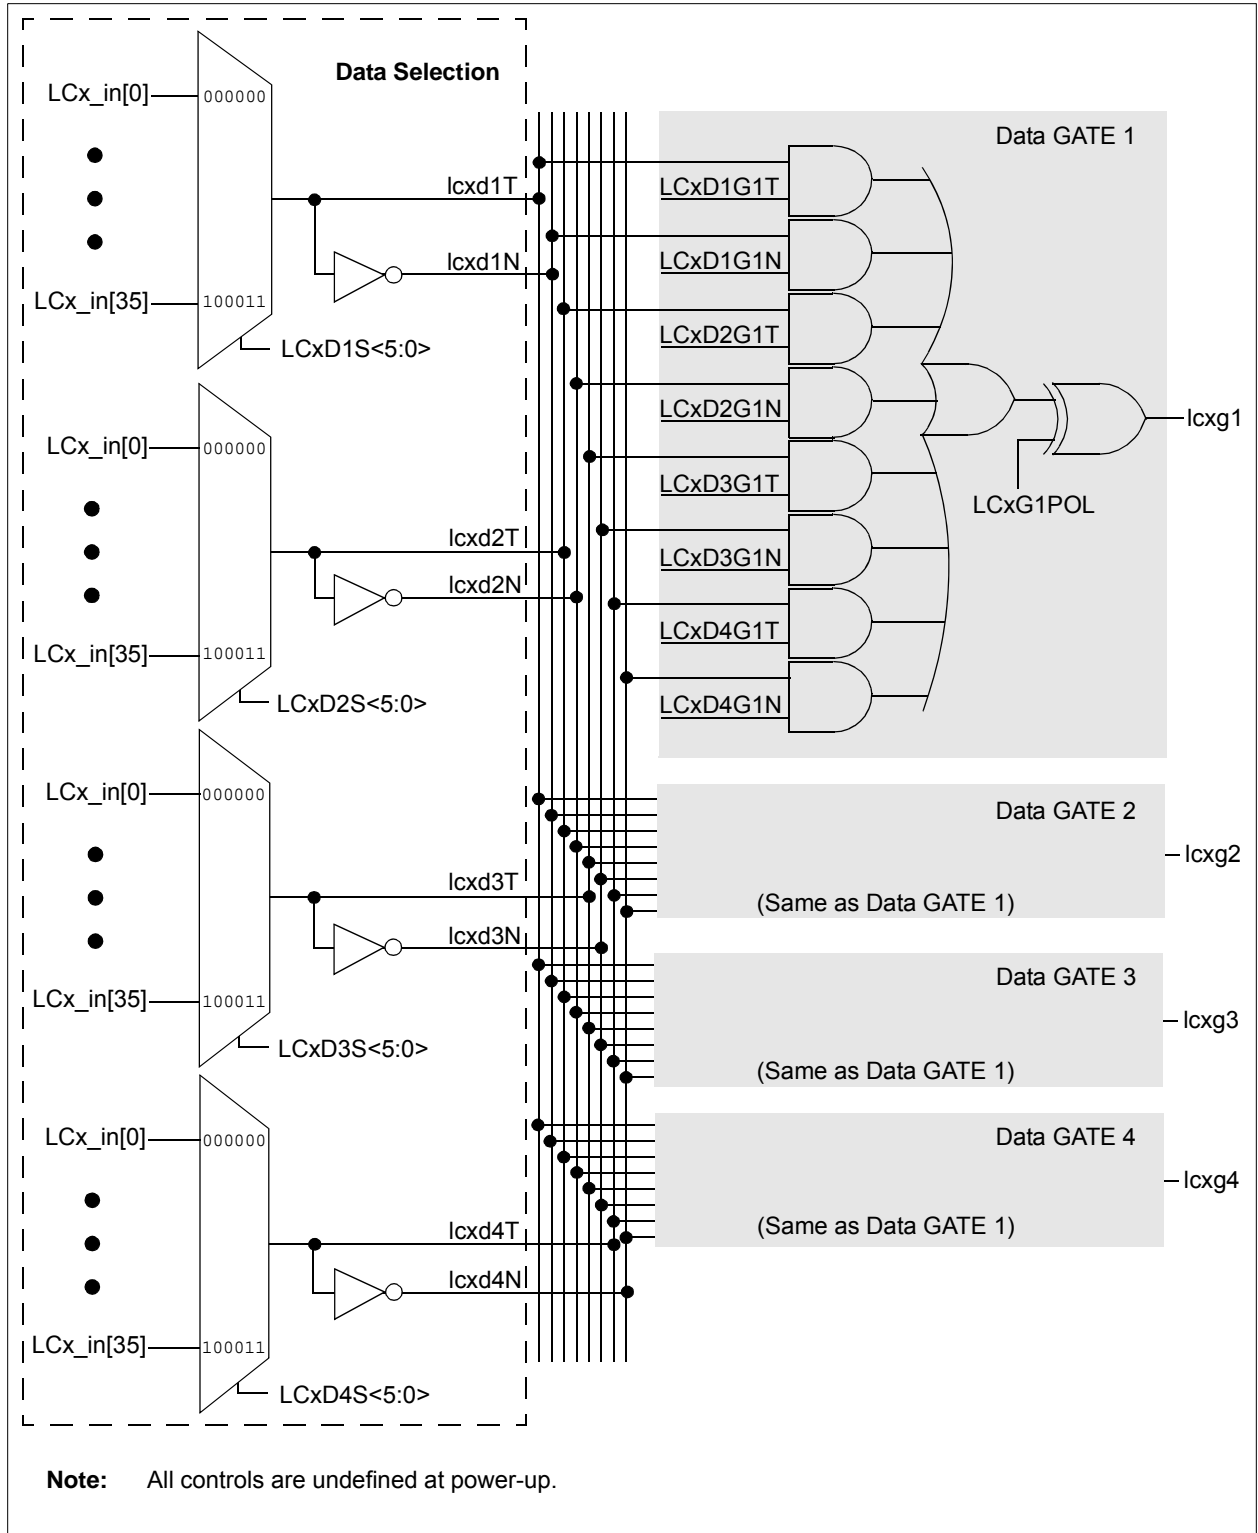 Data Selection
LCx_in[0]
000000
lcxd1T
lcxd1N
LCx_in[35]
100011
LCxD1S<5:0>
LCx_in[0]
000000
lcxd2T
lcxd2N
LCx_in[35]
100011
LCxD2S<5:0>
LCx_in[0]
000000
lcxd3T
lcxd3N
LCx_in[35]
100011
LCxD3S<5:0>
LCx_in[0]
000000
lcxd4T
lcxd4N
LCx_in[35]
100011
LCxD4S<5:0>
Data GATE 1
LCxD1G1T
LCxD1G1N
LCxD2G1T
LCxD2G1N
LCxD3G1T
LCxD3G1N
LCxD4G1T
LCxD4G1N
LCxG1POL
lcxg1
Data GATE 2
lcxg2
(Same as Data GATE 1)
Data GATE 3
lcxg3
(Same as Data GATE 1)
Data GATE 4
lcxg4
(Same as Data GATE 1)
Note: All controls are undefined at power-up.